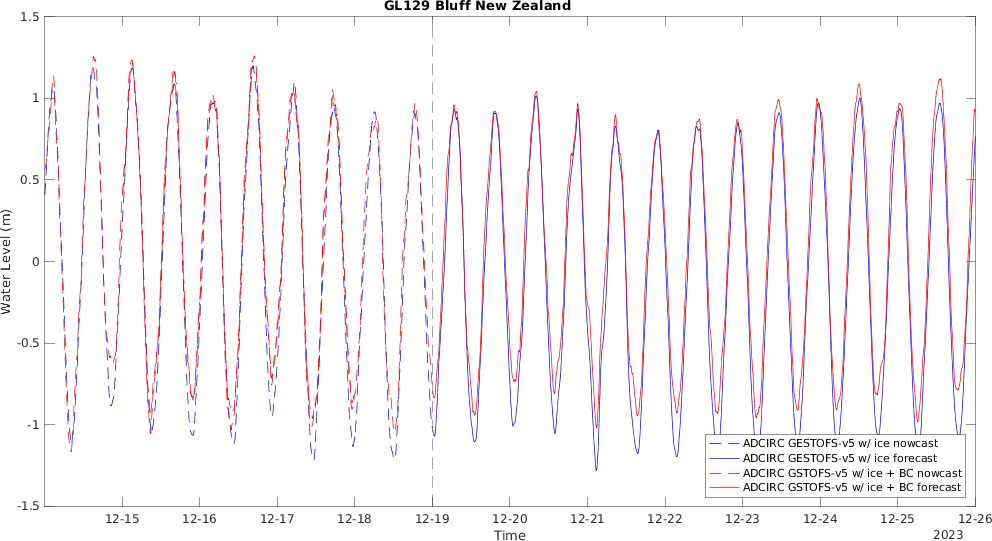 GL129 Bluff New Zealand
1.5
1
0.5
0
-0.5
-1
-1.5
Water Level (m)
ADCIRC GESTOFS-v5 w/ ice nowcast
ADCIRC GESTOFS-v5 w/ ice forecast
ADCIRC GSTOFS-v5 w/ ice + BC nowcast
ADCIRC GSTOFS-v5 w/ ice + BC forecast
12-15 12-16 12-17 12-18 12-19 12-20 12-21 12-22 12-23 12-24 12-25 12-26
Time
2023